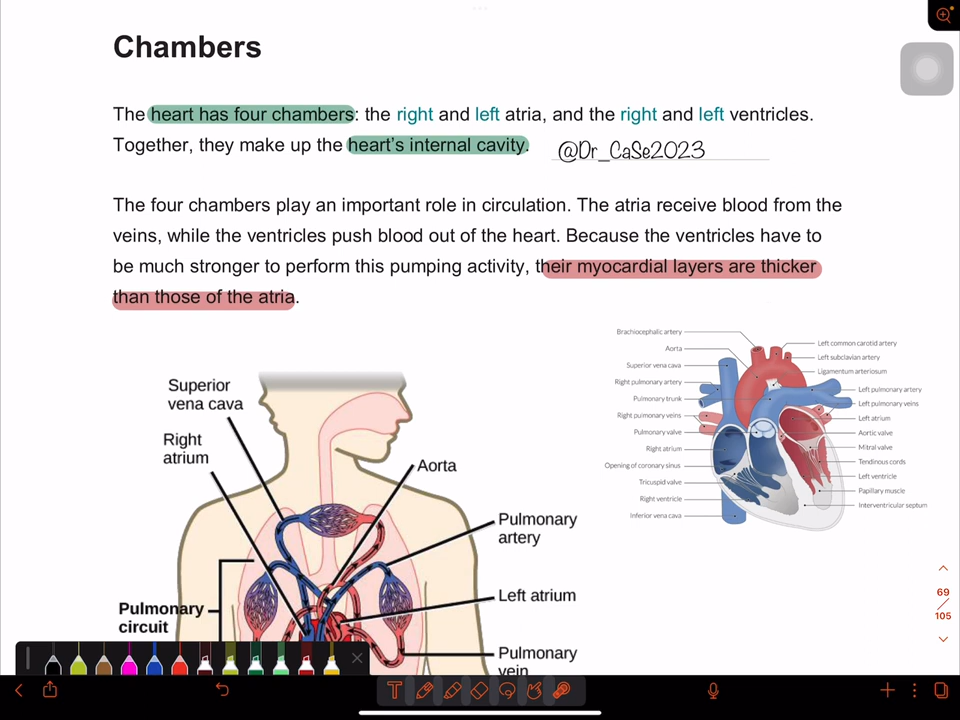 Chambers
The heart has four chambers: the right and left atria, and the right and left ventricles.
Together, they make up the heart's internal cavity.
@Dr_CaSe2023
The four chambers play an important role in circulation. The atria receive blood from the
veins, while the ventricles push blood out of the heart. Because the ventricles have to
be much stronger to perform this pumping activity, their myocardial layers are thicker
than those of the atria.
Superior
vena cava
Right
atrium
Aorta
Pulmonary
artery
Left atrium
Pulmonary
circuit
Pulmonary
vein
Brachiocephalic artery
Aorta
Superior vena cava
Right pulmonary artery
Pulmonary trunk
Right pulmonary veins
Pulmonary valve
Right atrium
Opening of coronary sinus
Tricuspid valve
Right ventricle
Inferior vena cava
Left common carotid artery
Left subclavian artery
Ligamentum arteriosum
Left pulmonary artery
Left pulmonary veins
Left atrium
Aortic valve
Mitral valve
Tendinous cords
Left ventricle
Papillary muscle
Interventricular septum
69
105